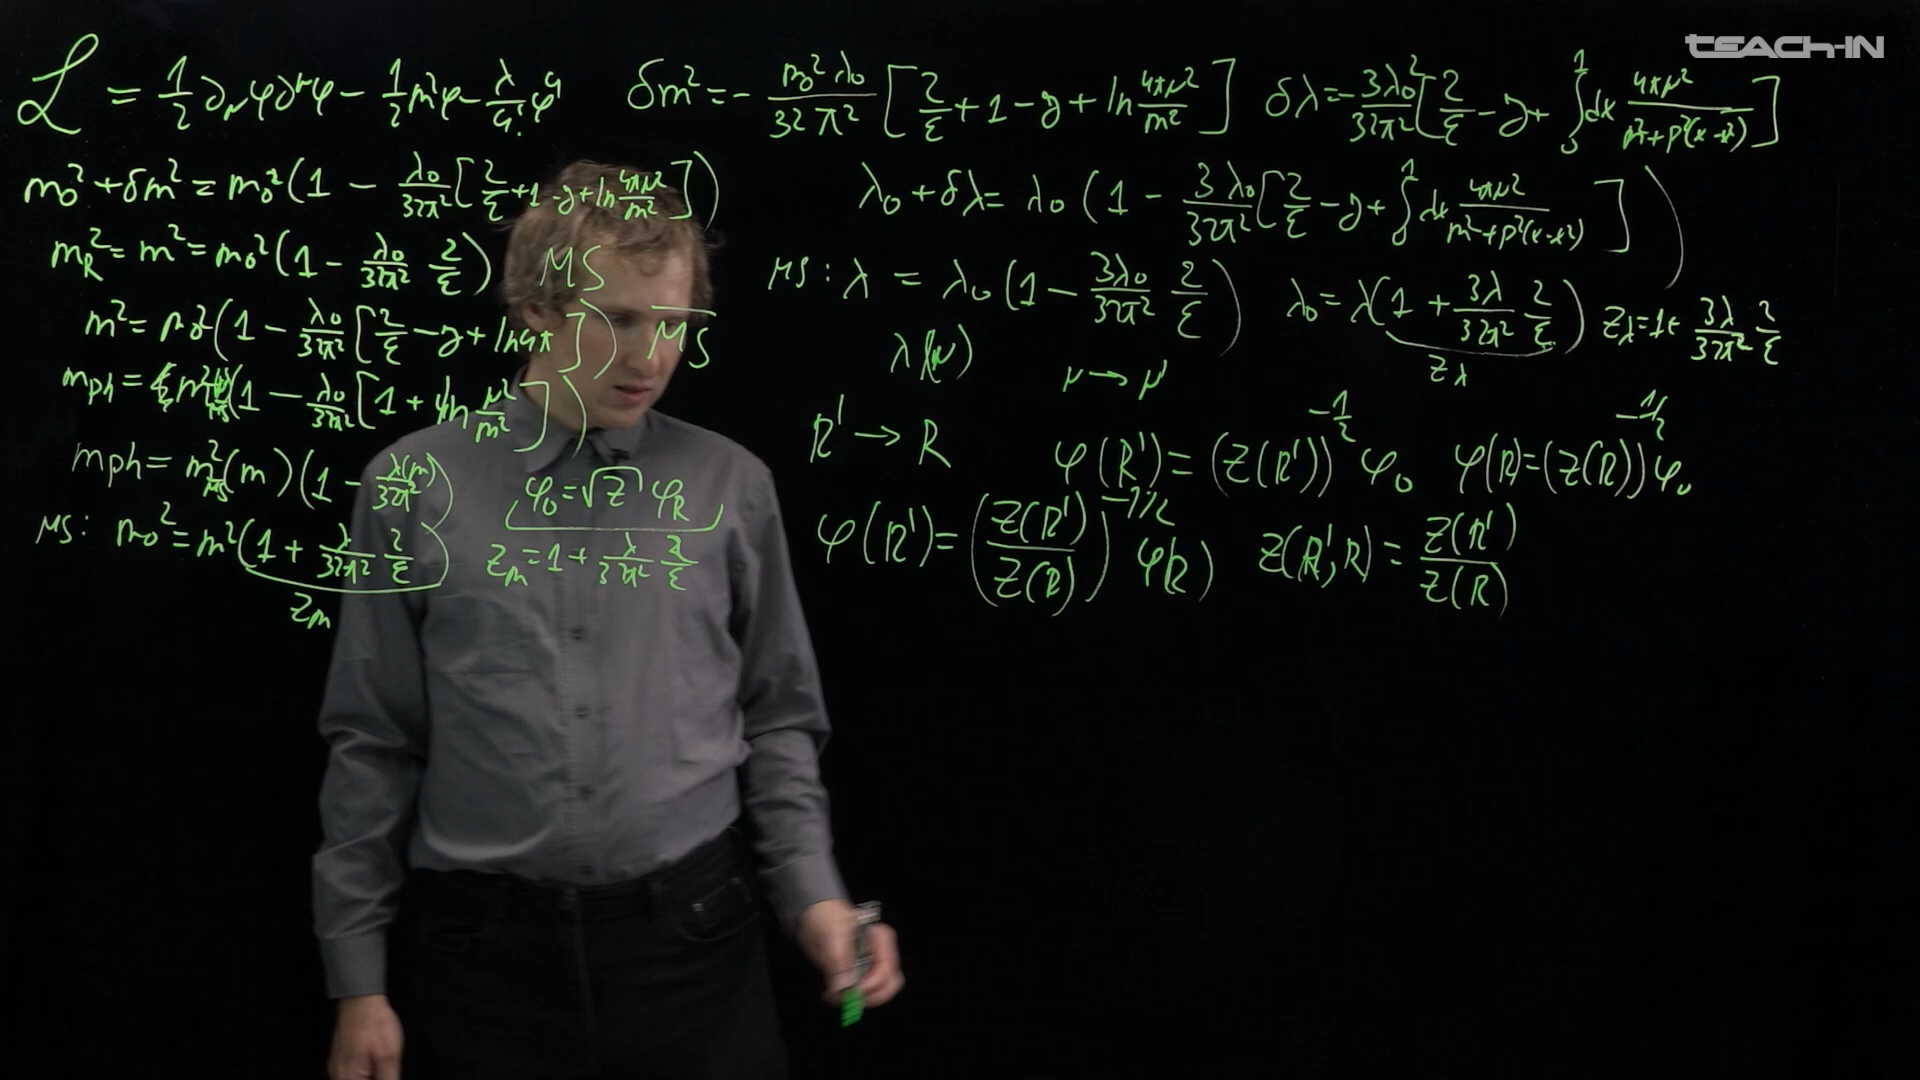 TEACH-IN
ℒ = 1/2 ∂_μφ∂^μφ − 1/2 m²φ − λ/4! φ⁴
δm² = − m₀²λ₀/32π² [2/ε + 1 − γ + ln 4πμ²/m²]
δλ = − 3λ₀²/32π² [2/ε − γ + ∫₀¹ dx 4πμ²/(m²+p²(x−x²))]
m₀² + δm² = m₀²(1 − λ₀/32π² [2/ε + 1 − γ + ln 4πμ²/m²])
λ₀ + δλ = λ₀(1 − 3λ₀/32π² [2/ε − γ + ∫₀¹ dx 4πμ²/(m²+p²(x−x²))])
m_R² = m² = m₀²(1 − λ₀/32π² 2/ε) MS
MS: λ = λ₀(1 − 3λ₀/32π² 2/ε) λ₀ = λ(1 + 3λ/32π² 2/ε) Z_λ = 1 + 3λ/32π² 2/ε
Z_λ
m² = m₀²(1 − λ₀/32π² [2/ε − γ + ln4π]) M̅S̅
λ(μ) μ → μ'
mph = m²_MS(1 − λ₀/32π² [1 + ln μ²/m²])
R' → R φ(R') = (Z(R'))^(−1/2) φ₀ φ(R) = (Z(R))^(−1/2) φ₀
mph = m²_MS(m)(1 − λ(m)/32π²)
φ₀ = √Z φ_R
φ(R') = (Z(R')/Z(R))^(−1/2) φ(R) Z(R',R) = Z(R')/Z(R)
MS: m₀² = m²(1 + λ/32π² 2/ε) Z_m = 1 + λ/32π² 2/ε
Z_m